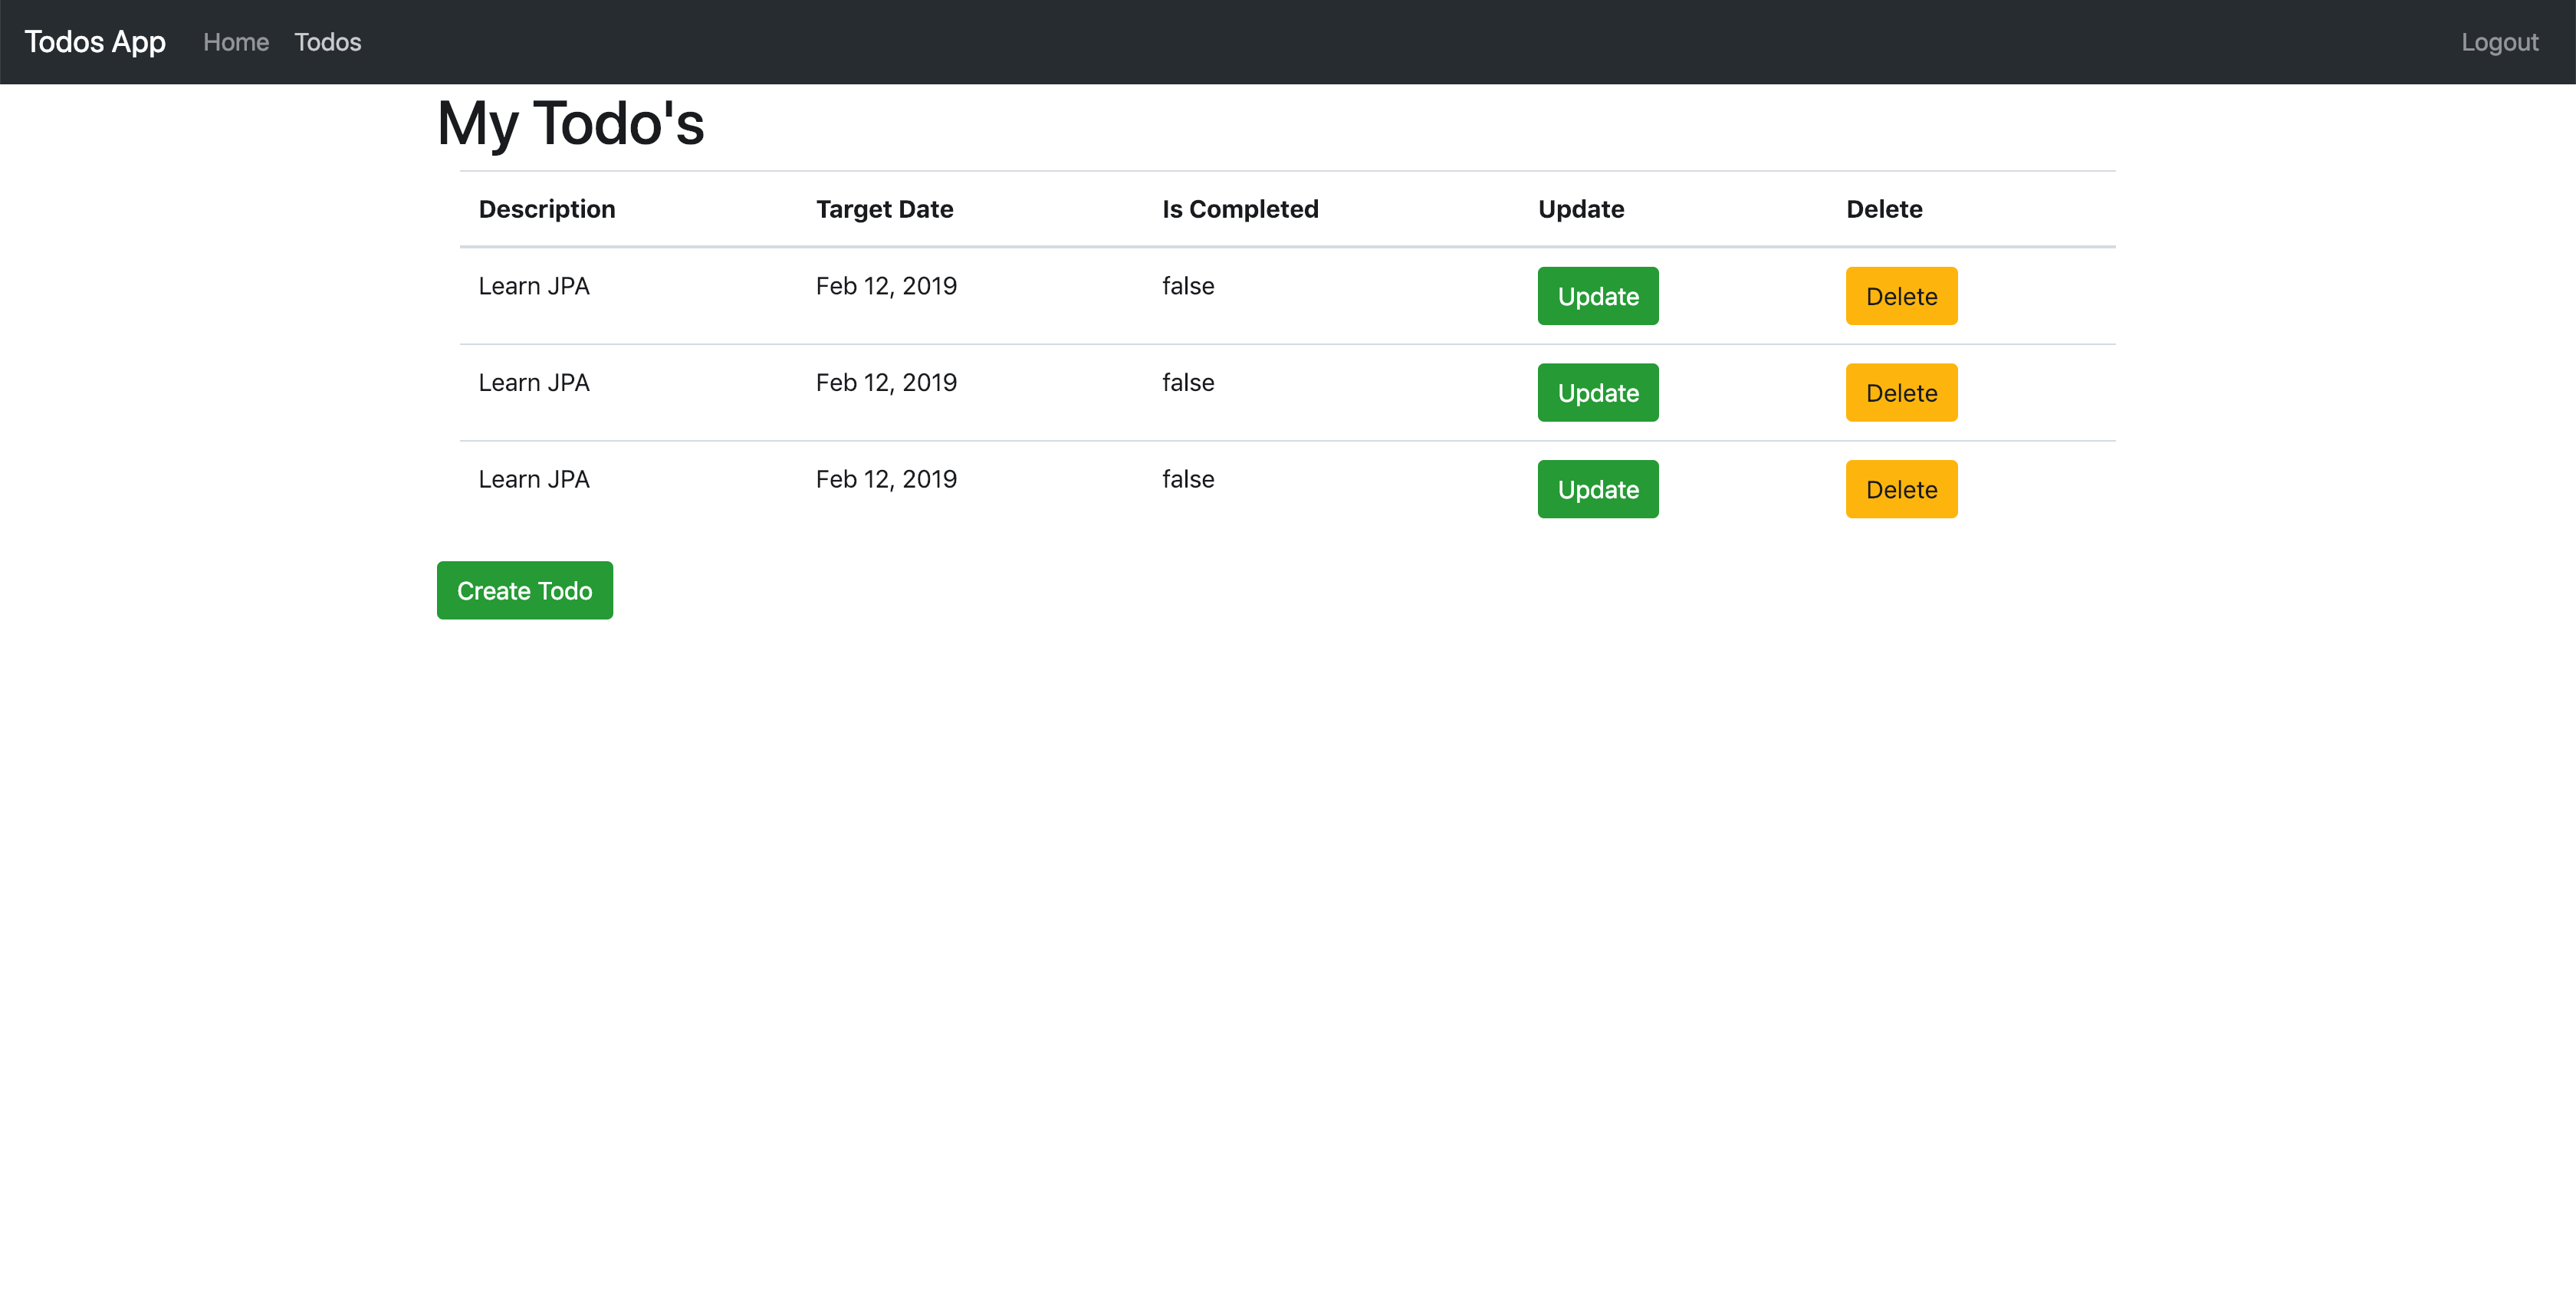 Todos App Home Todos Logout
My Todo's
Description Target Date Is Completed Update Delete
Learn JPA Feb 12, 2019 false Update Delete
Learn JPA Feb 12, 2019 false Update Delete
Learn JPA Feb 12, 2019 false Update Delete
Create Todo